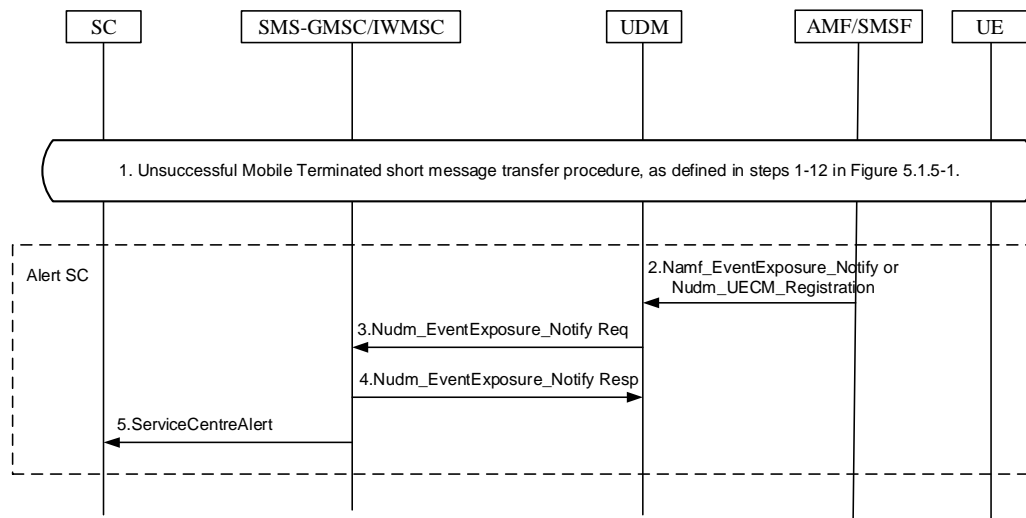 SC
SMS-GMSC/IWMSC
UDM
AMF/SMSF
UE
1. Unsuccessful Mobile Terminated short message transfer procedure, as defined in steps 1-12 in Figure 5.1.5-1.
Alert SC
2.Namf_EventExposure_Notify or
Nudm_UECM_Registration
3.Nudm_EventExposure_Notify Req
4.Nudm_EventExposure_Notify Resp
5.ServiceCentreAlert